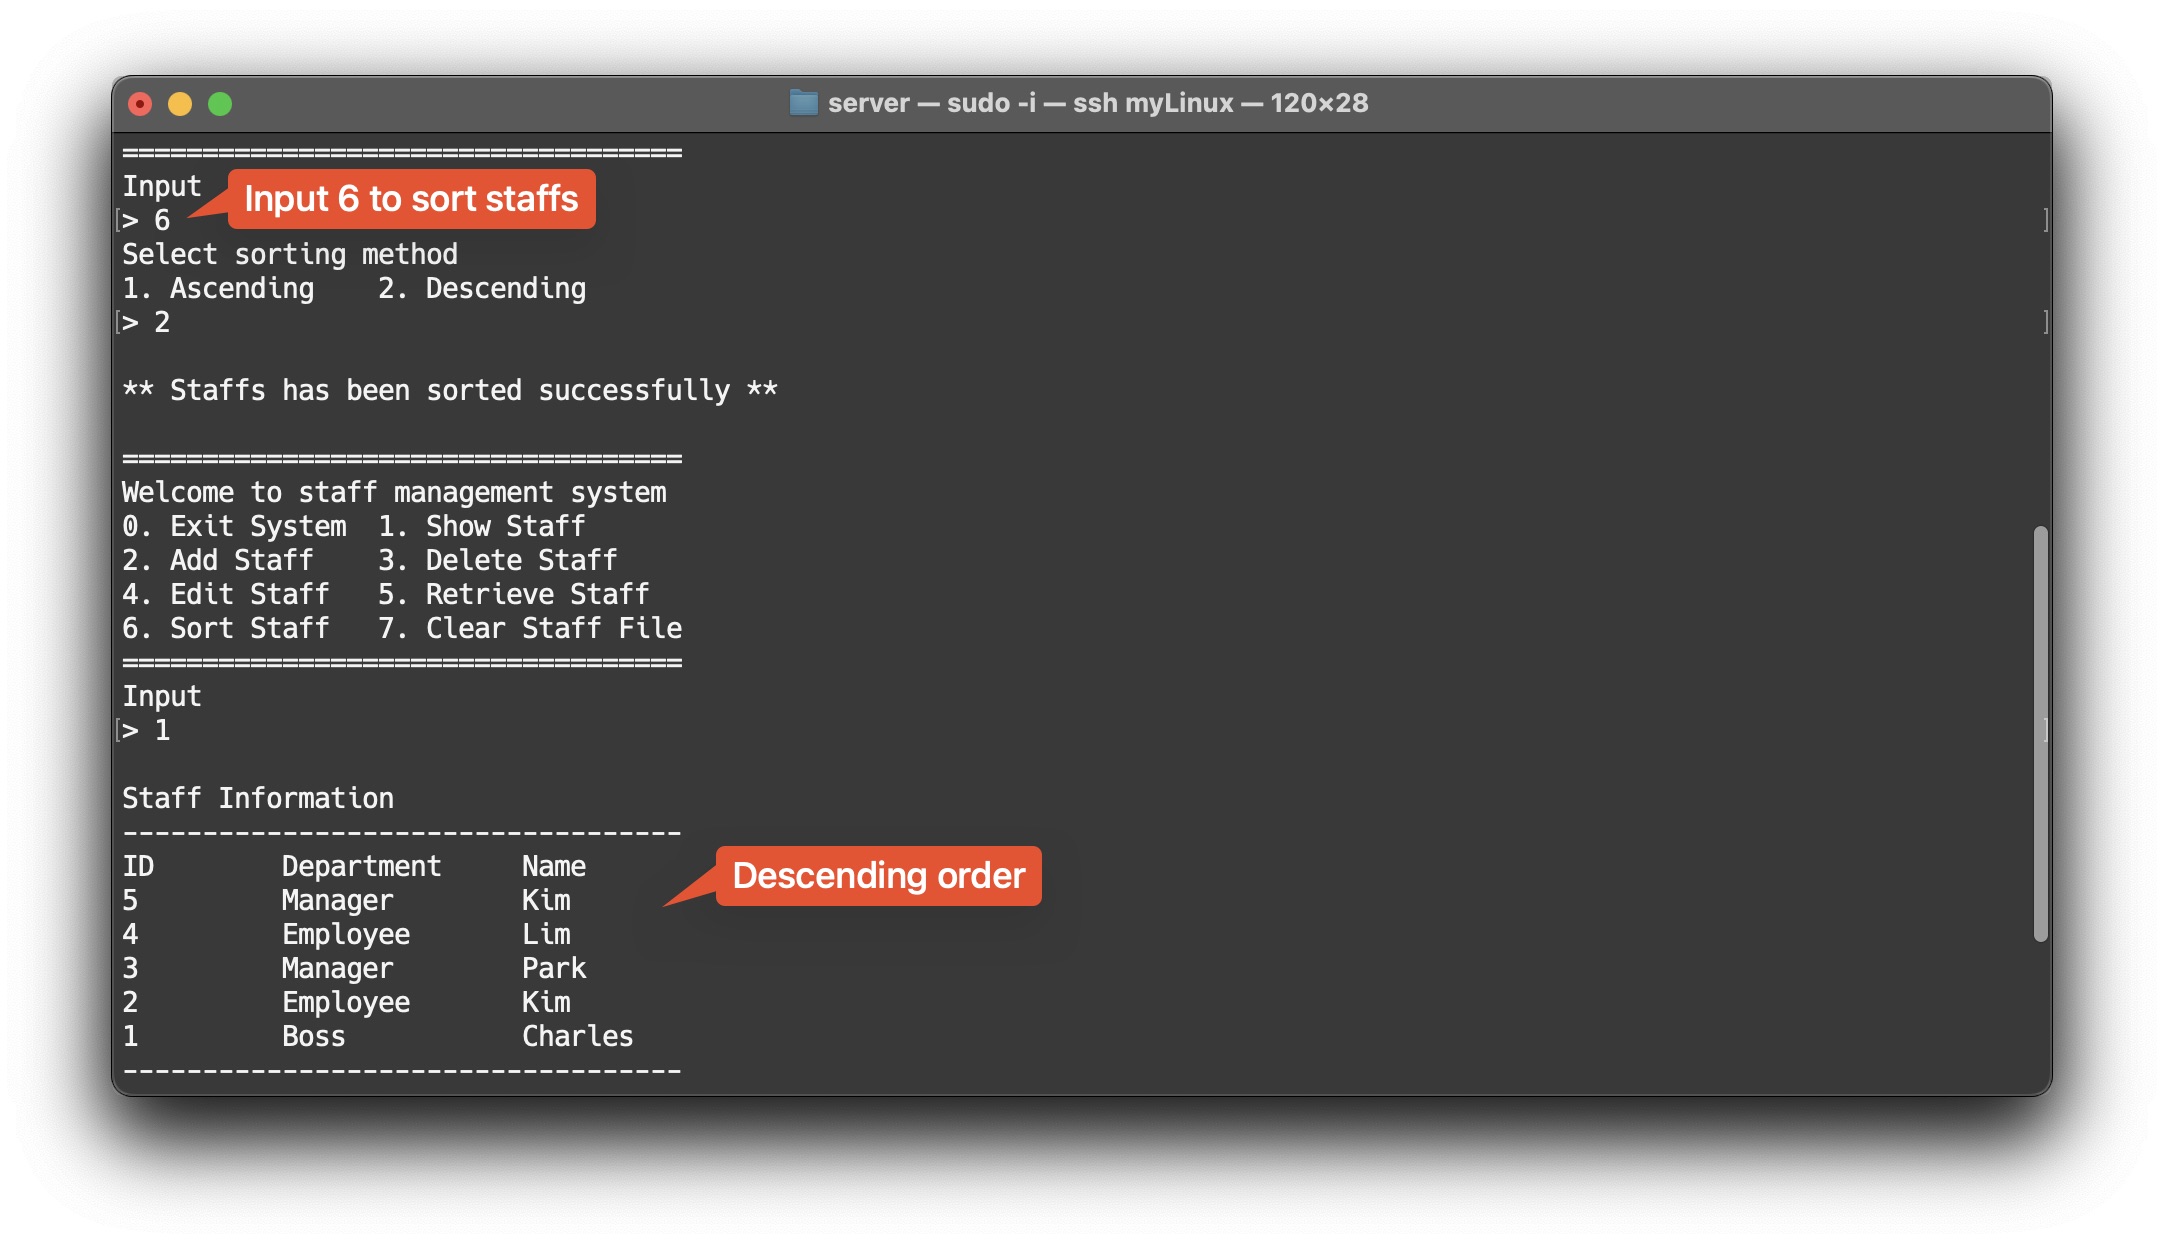 server — sudo -i — ssh myLinux — 120×28
===================================
Input
Input 6 to sort staffs
> 6
Select sorting method
1. Ascending    2. Descending
> 2
** Staffs has been sorted successfully **
===================================
Welcome to staff management system
0. Exit System  1. Show Staff
2. Add Staff    3. Delete Staff
4. Edit Staff   5. Retrieve Staff
6. Sort Staff   7. Clear Staff File
===================================
Input
> 1
Staff Information
-----------------------------------
ID        Department     Name
Descending order
5         Manager        Kim
4         Employee       Lim
3         Manager        Park
2         Employee       Kim
1         Boss           Charles
-----------------------------------